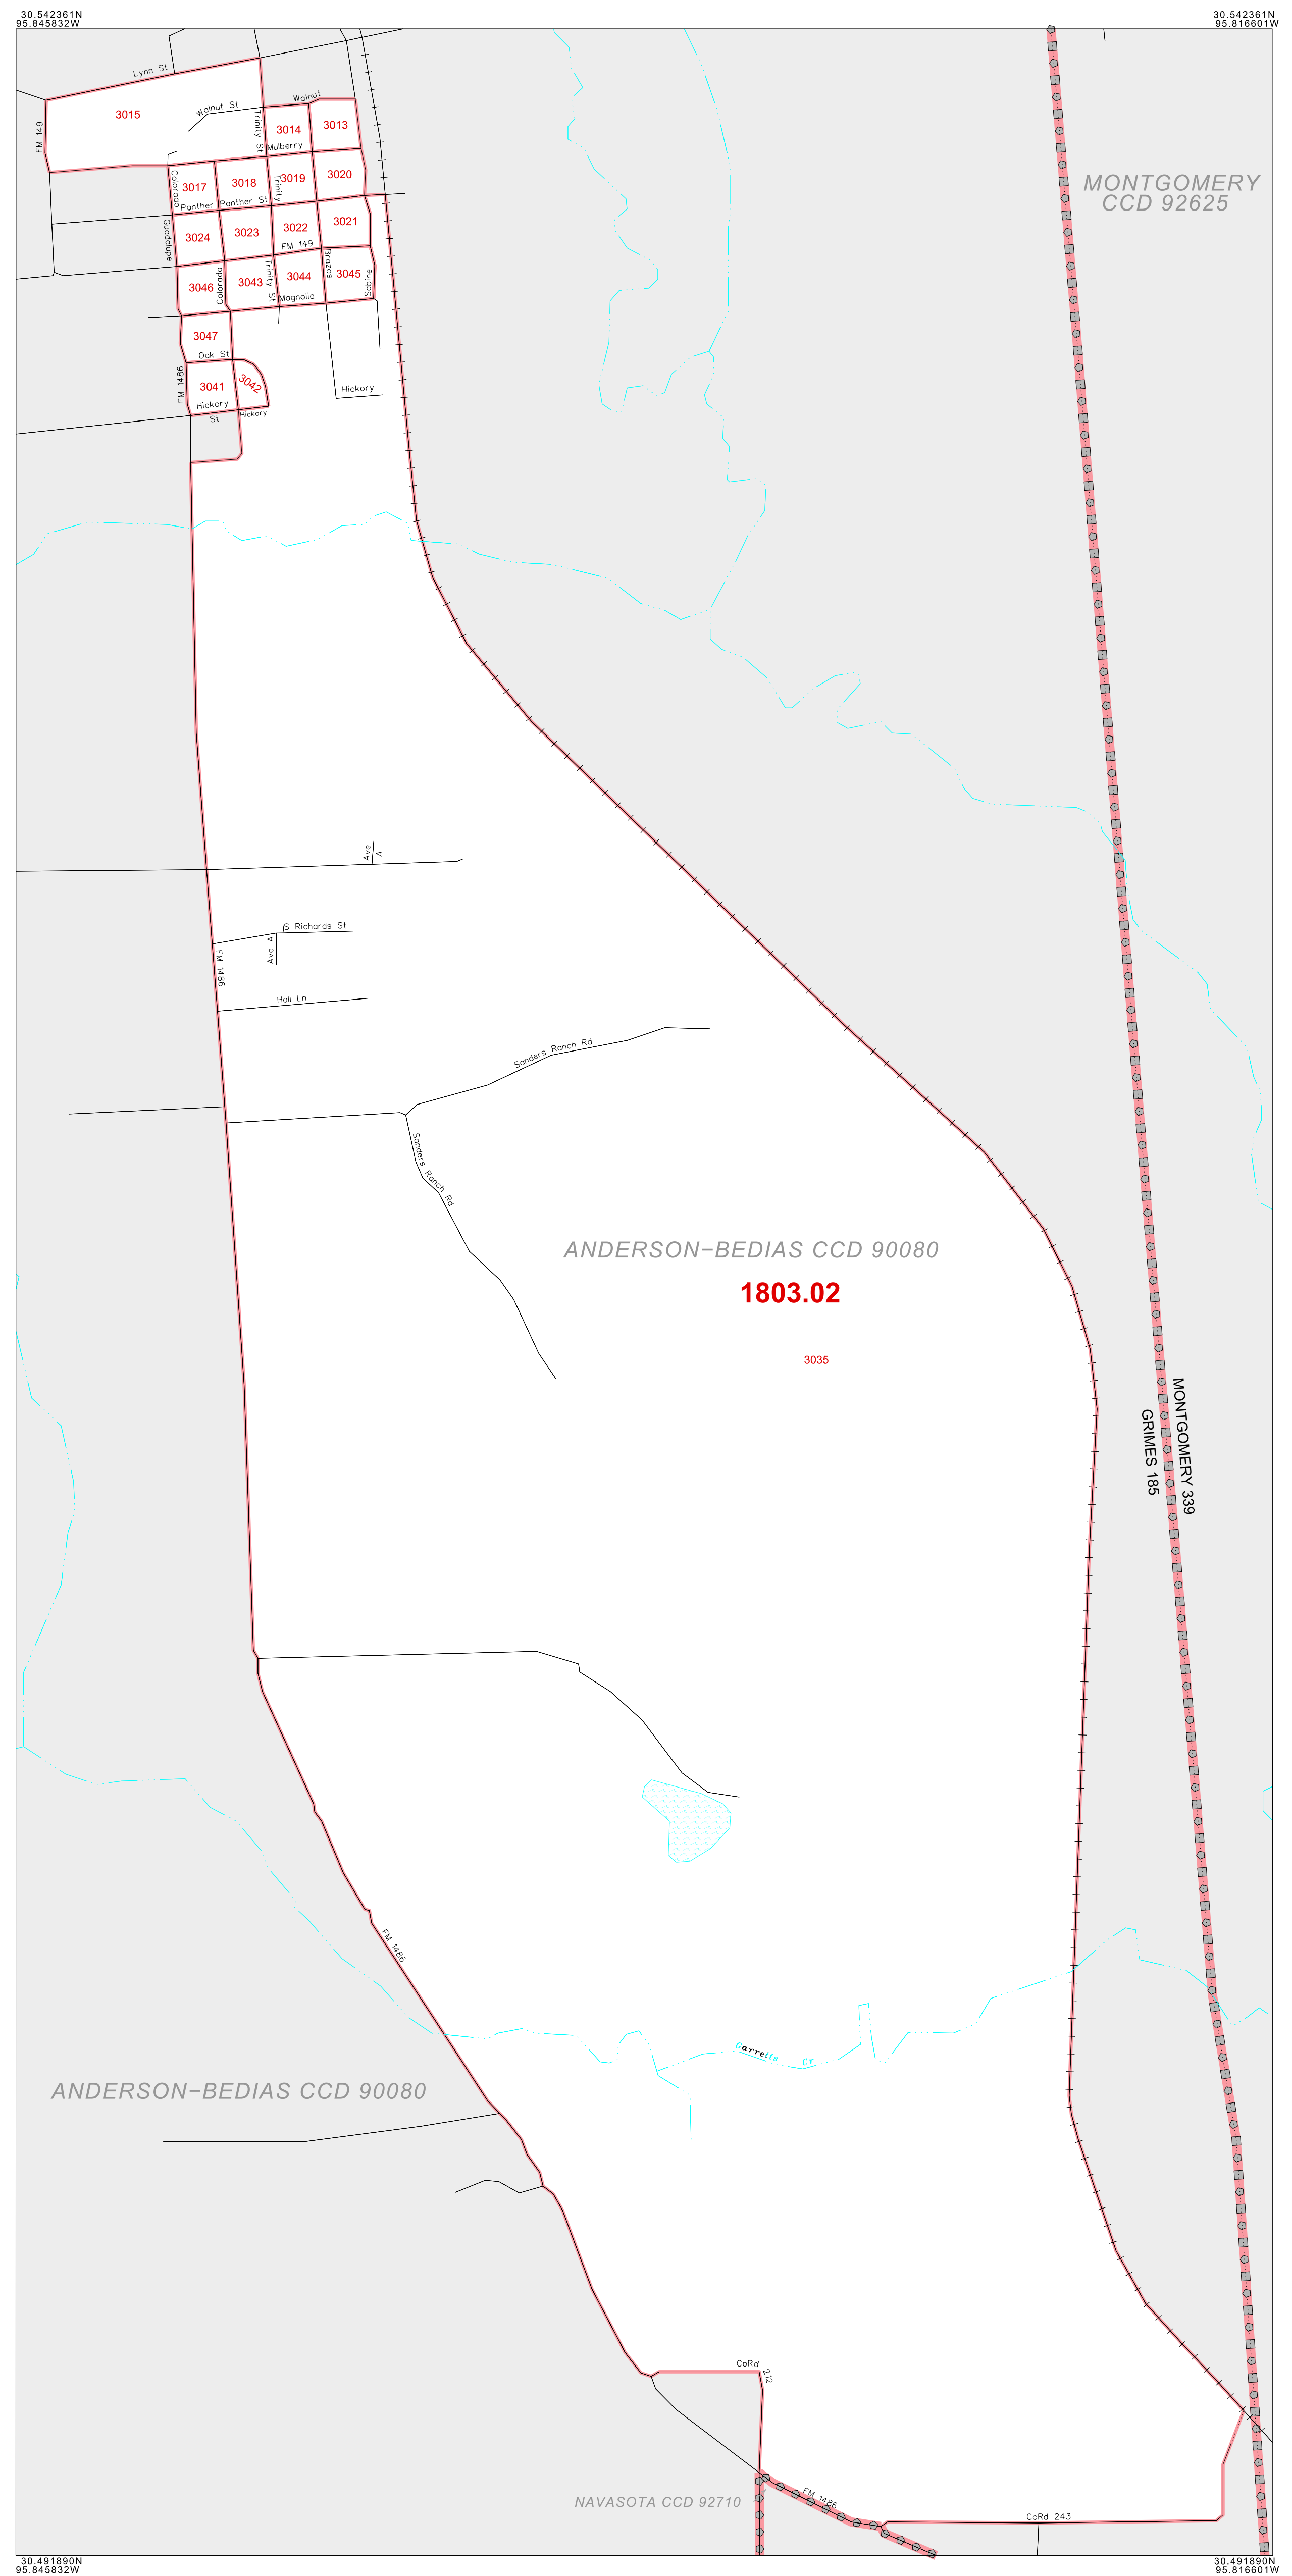 30.542361N
95.845832W
30.542361N
95.816601W
Lynn St
3015
FM 149
Walnut St
Walnut
Trinity St
3014
3013
Mulberry
MONTGOMERY
CCD 92625
Colorado
3017
3018
Trinity
3019
3020
Panther
Panther St
Guadalupe
3024
3023
3022
3021
FM 149
Brazos
3046
Colorado
3043
Trinity St
3044
3045
Sabine
Magnolia
3047
Oak St
FM 1486
3041
3042
Hickory
St
Hickory
Hickory
Ave
A
S Richards St
Ave A
FM 1486
Hall Ln
Sanders Ranch Rd
Sanders Ranch Rd
ANDERSON-BEDIAS CCD 90080
1803.02
3035
MONTGOMERY 339
GRIMES 185
FM 1486
Garretts Cr
ANDERSON-BEDIAS CCD 90080
CoRd 212
FM 1486
NAVASOTA CCD 92710
CoRd 243
30.491890N
95.845832W
30.491890N
95.816601W